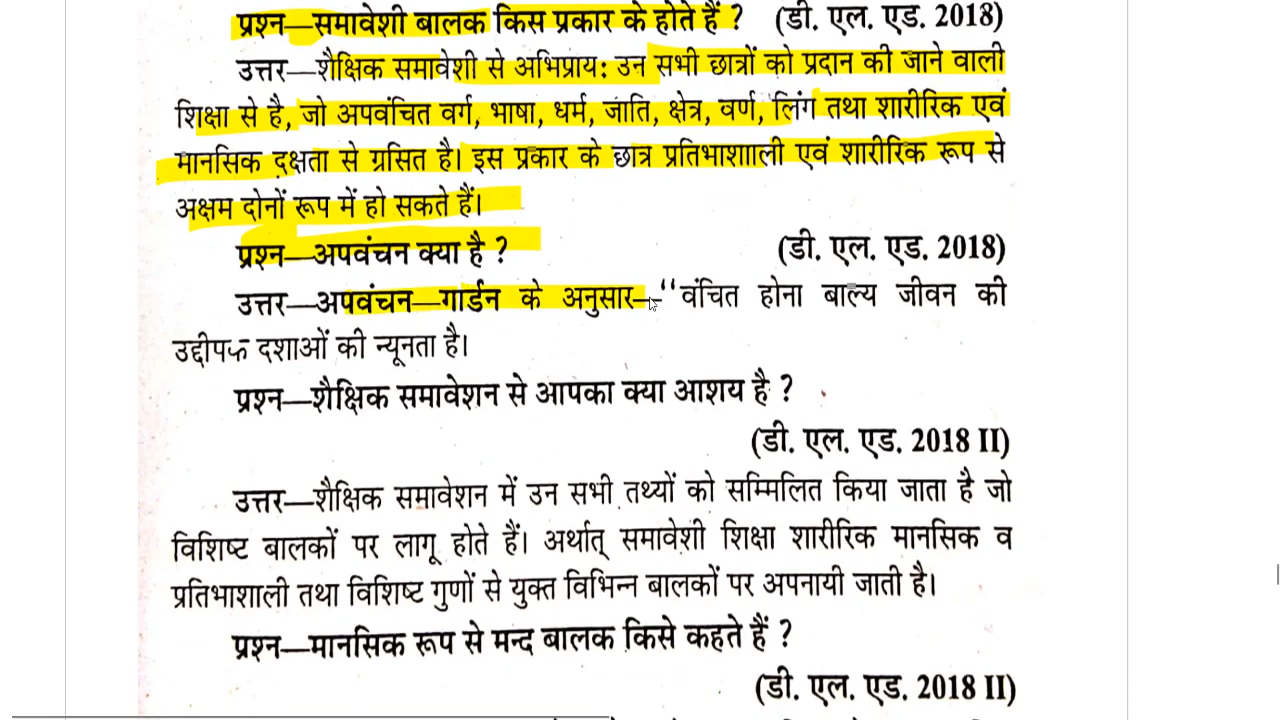 प्रश्न—समावेशी बालक किस प्रकार के होते हैं ? (डी. एल. एड. 2018)
उत्तर—शैक्षिक समावेशी से अभिप्राय: उन सभी छात्रों को प्रदान की जाने वाली
शिक्षा से है, जो अपवंचित वर्ग, भाषा, धर्म, जाति, क्षेत्र, वर्ण, लिंग तथा शारीरिक एवं
मानसिक दक्षता से ग्रसित है। इस प्रकार के छात्र प्रतिभाशााली एवं शारीरिक रूप से
अक्षम दोनों रूप में हो सकते हैं।
प्रश्न—अपवंचन क्या है ? (डी. एल. एड. 2018)
उत्तर—अपवंचन—गार्डन के अनुसार—‘‘वंचित होना बाल्य जीवन की
उद्दीपक दशाओं की न्यूनता है।
प्रश्न—शैक्षिक समावेशन से आपका क्या आशय है ?
(डी. एल. एड. 2018 II)
उत्तर—शैक्षिक समावेशन में उन सभी तथ्यों को सम्मिलित किया जाता है जो
विशिष्ट बालकों पर लागू होते हैं। अर्थात् समावेशी शिक्षा शारीरिक मानसिक व
प्रतिभाशाली तथा विशिष्ट गुणों से युक्त विभिन्न बालकों पर अपनायी जाती है।
प्रश्न—मानसिक रूप से मन्द बालक किसे कहते हैं ?
(डी. एल. एड. 2018 II)